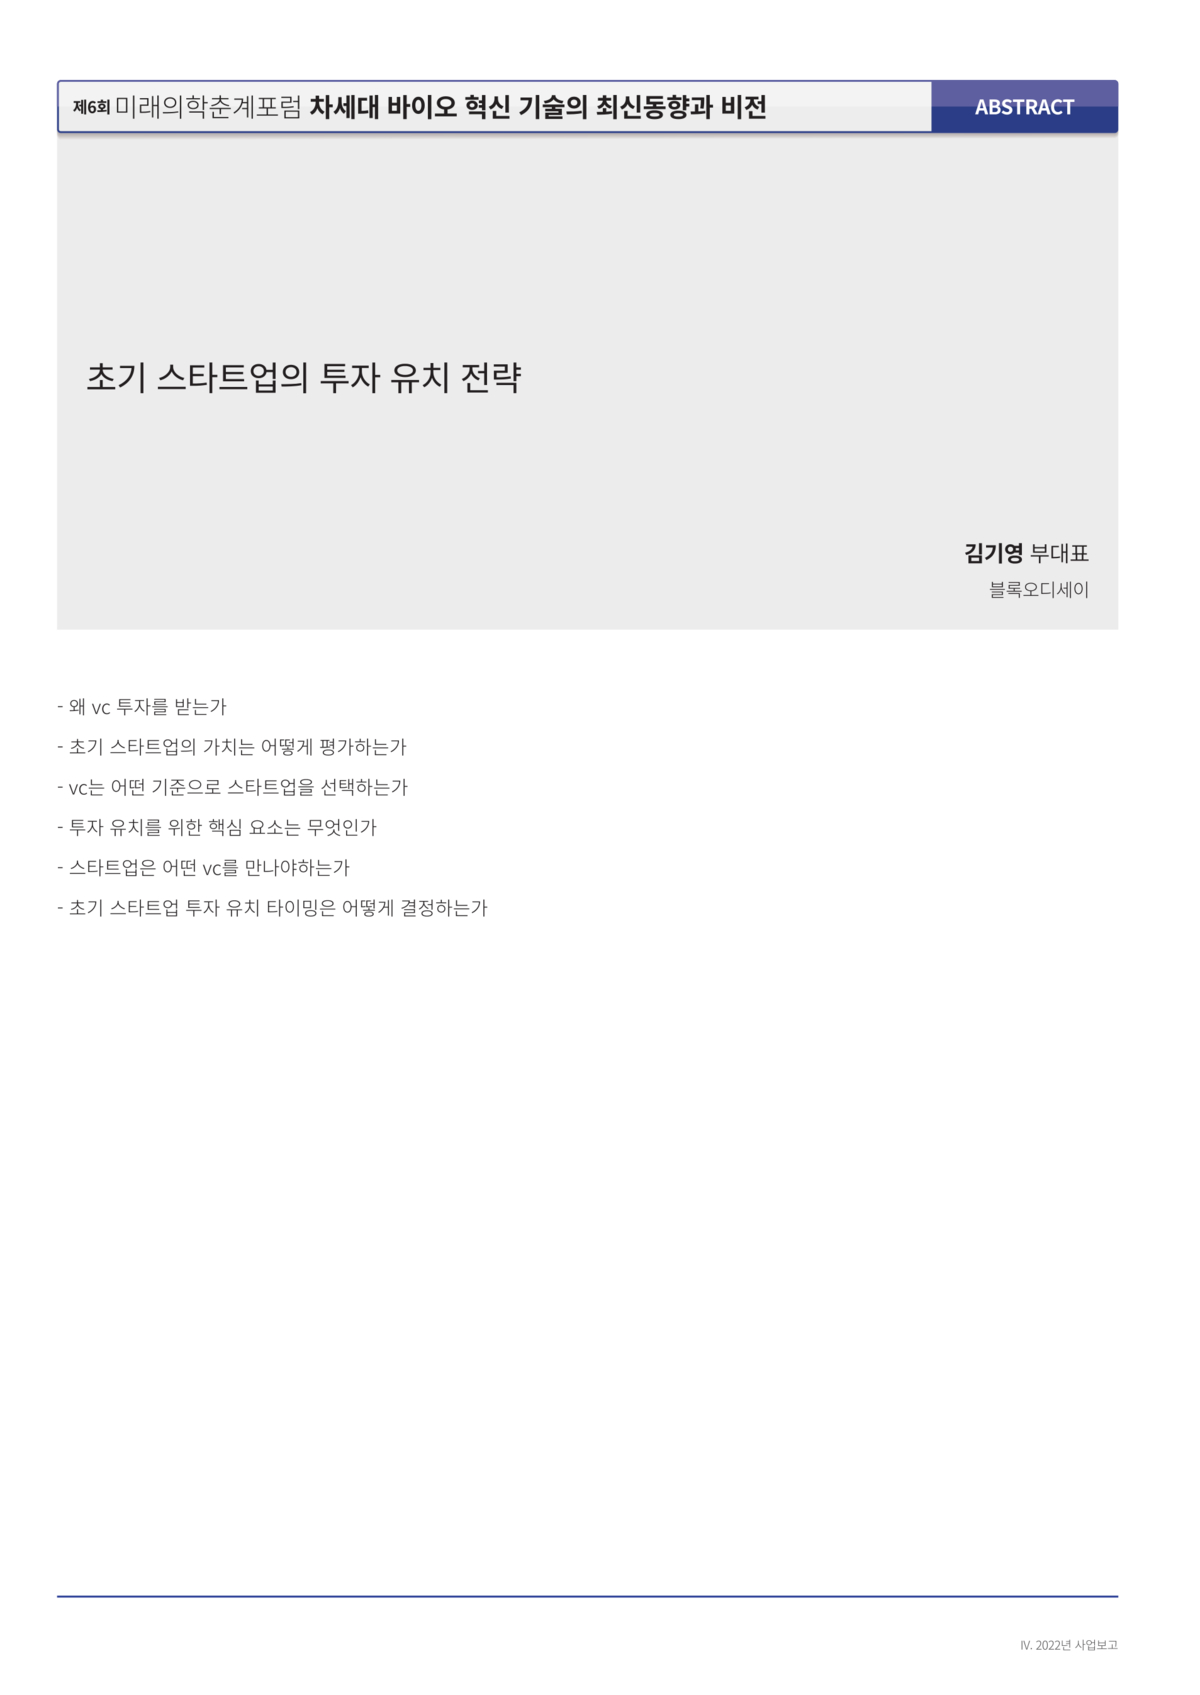 제6회 미래의학춘계포럼 차세대 바이오 혁신 기술의 최신동향과 비전 ABSTRACT
초기 스타트업의 투자 유치 전략
김기영 부대표
블록오디세이
- 왜 vc 투자를 받는가
- 초기 스타트업의 가치는 어떻게 평가하는가
- vc는 어떤 기준으로 스타트업을 선택하는가
- 투자 유치를 위한 핵심 요소는 무엇인가
- 스타트업은 어떤 vc를 만나야하는가
- 초기 스타트업 투자 유치 타이밍은 어떻게 결정하는가
Ⅳ. 2022년 사업보고